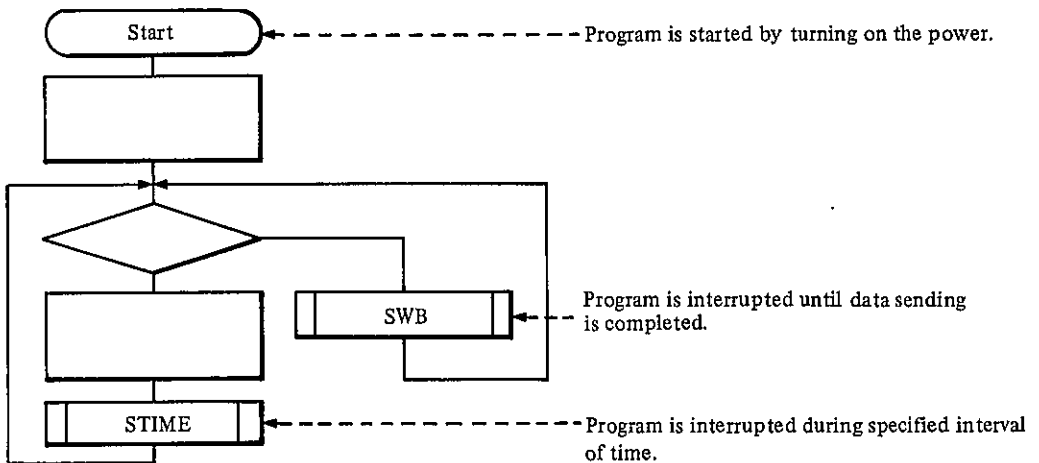 Start
Program is started by turning on the power.
SWB
Program is interrupted until data sending
is completed.
STIME
Program is interrupted during specified interval
of time.